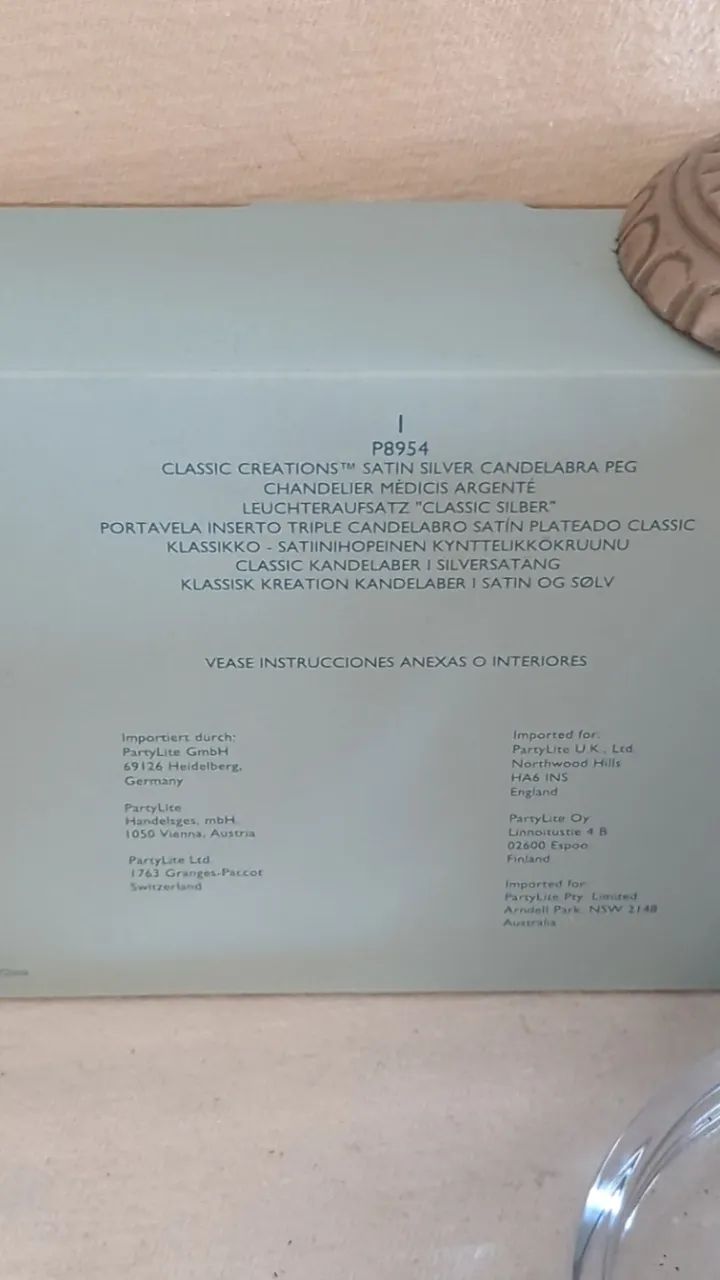 1
P8954
CLASSIC CREATIONS™ SATIN SILVER CANDELABRA PEG
CHANDELIER MÉDICIS ARGENTÉ
LEUCHTERAUFSATZ "CLASSIC SILBER"
PORTAVELA INSERTO TRIPLE CANDELABRO SATÍN PLATEADO CLASSIC
KLASSIKKO - SATIINIHOPEINEN KYNTTELIKKÖKRUUNU
CLASSIC KANDELABER I SILVERSATÄNG
KLASSISK KREATION KANDELABER I SATIN OG SØLV
VEASE INSTRUCCIONES ANEXAS O INTERIORES
Importiert durch:
PartyLite GmbH
69126 Heidelberg,
Germany
PartyLite
Handelsges. mbH.
1050 Vienna, Austria
PartyLite Ltd.
1763 Granges-Paccot
Switzerland
Imported for:
PartyLite U.K., Ltd.
Northwood Hills
HA6 INS
England
PartyLite Oy
Linnoitustie 4 B
02600 Espoo
Finland
Imported for
PartyLite Pty. Limited
Arndell Park, NSW 2148
Australia